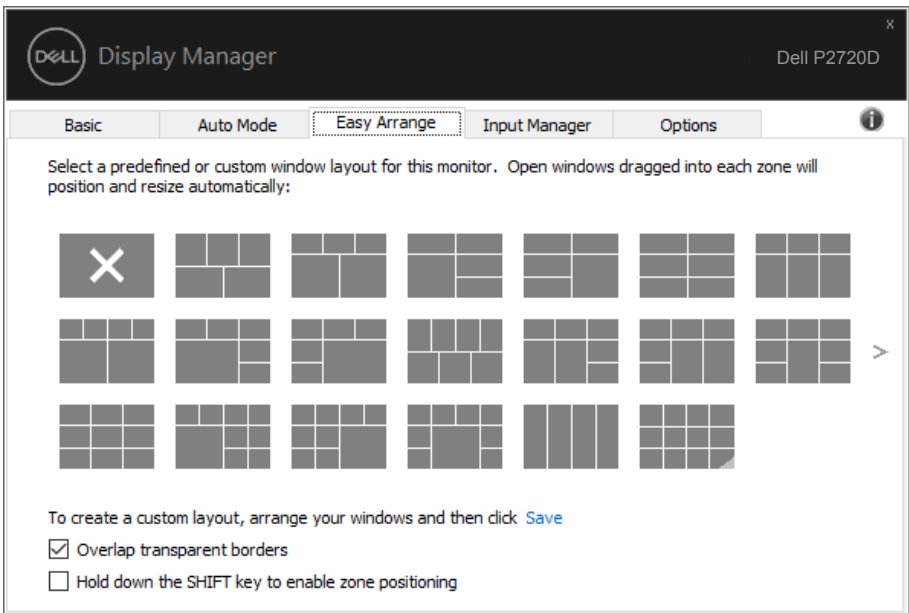 x
DELL
Display Manager
Dell P2720D
Basic
Auto Mode
Easy Arrange
Input Manager
Options
i
Select a predefined or custom window layout for this monitor. Open windows dragged into each zone will
position and resize automatically:
>
To create a custom layout, arrange your windows and then click Save
Overlap transparent borders
Hold down the SHIFT key to enable zone positioning